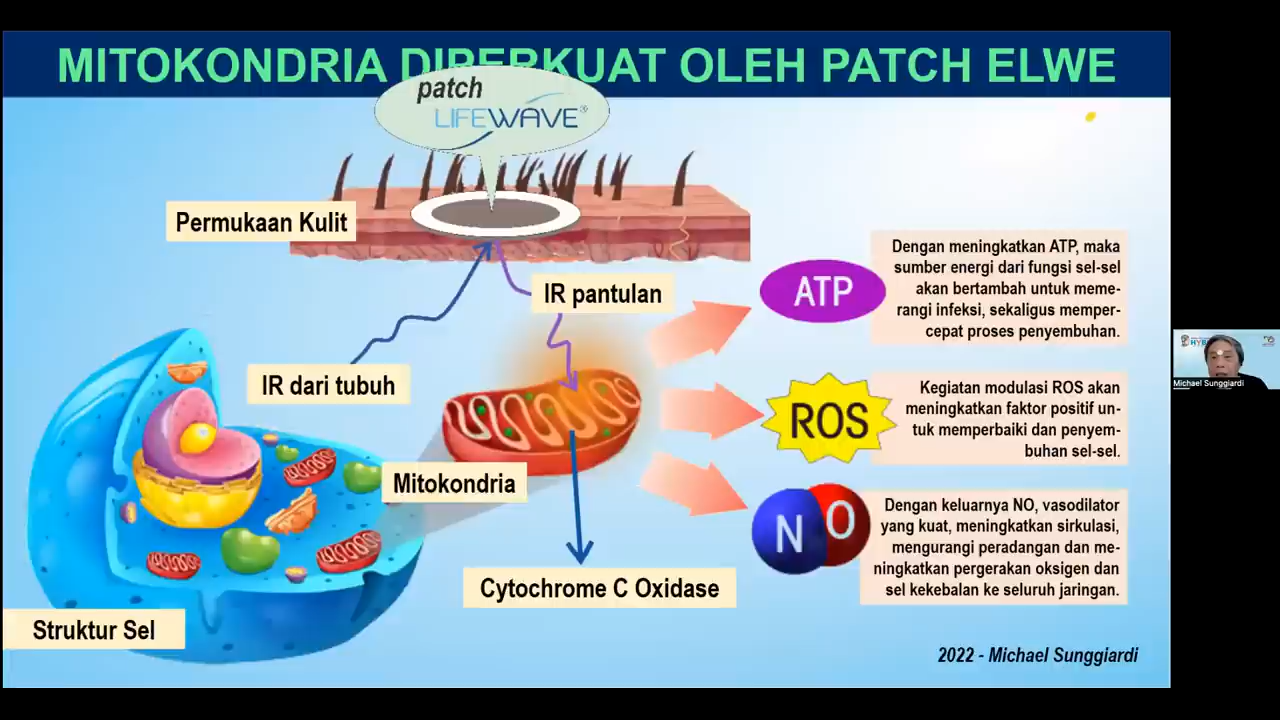 MITOKONDRIA DIPERKUAT OLEH PATCH ELWE
patch
LIFEWAVE®
Permukaan Kulit
IR pantulan
IR dari tubuh
Mitokondria
Cytochrome C Oxidase
Struktur Sel
ATP
Dengan meningkatkan ATP, maka
sumber energi dari fungsi sel-sel
akan bertambah untuk meme-
rangi infeksi, sekaligus memper-
cepat proses penyembuhan.
ROS
Kegiatan modulasi ROS akan
meningkatkan faktor positif un-
tuk memperbaiki dan penyem-
buhan sel-sel.
NO
Dengan keluarnya NO, vasodilator
yang kuat, meningkatkan sirkulasi,
mengurangi peradangan dan me-
ningkatkan pergerakan oksigen dan
sel kekebalan ke seluruh jaringan.
2022 - Michael Sunggiardi
Michael Sunggiardi